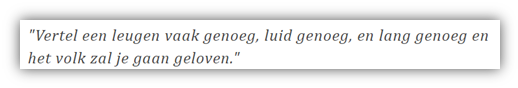 "Vertel een leugen vaak genoeg, luid genoeg, en lang genoeg en
het volk zal je gaan geloven."